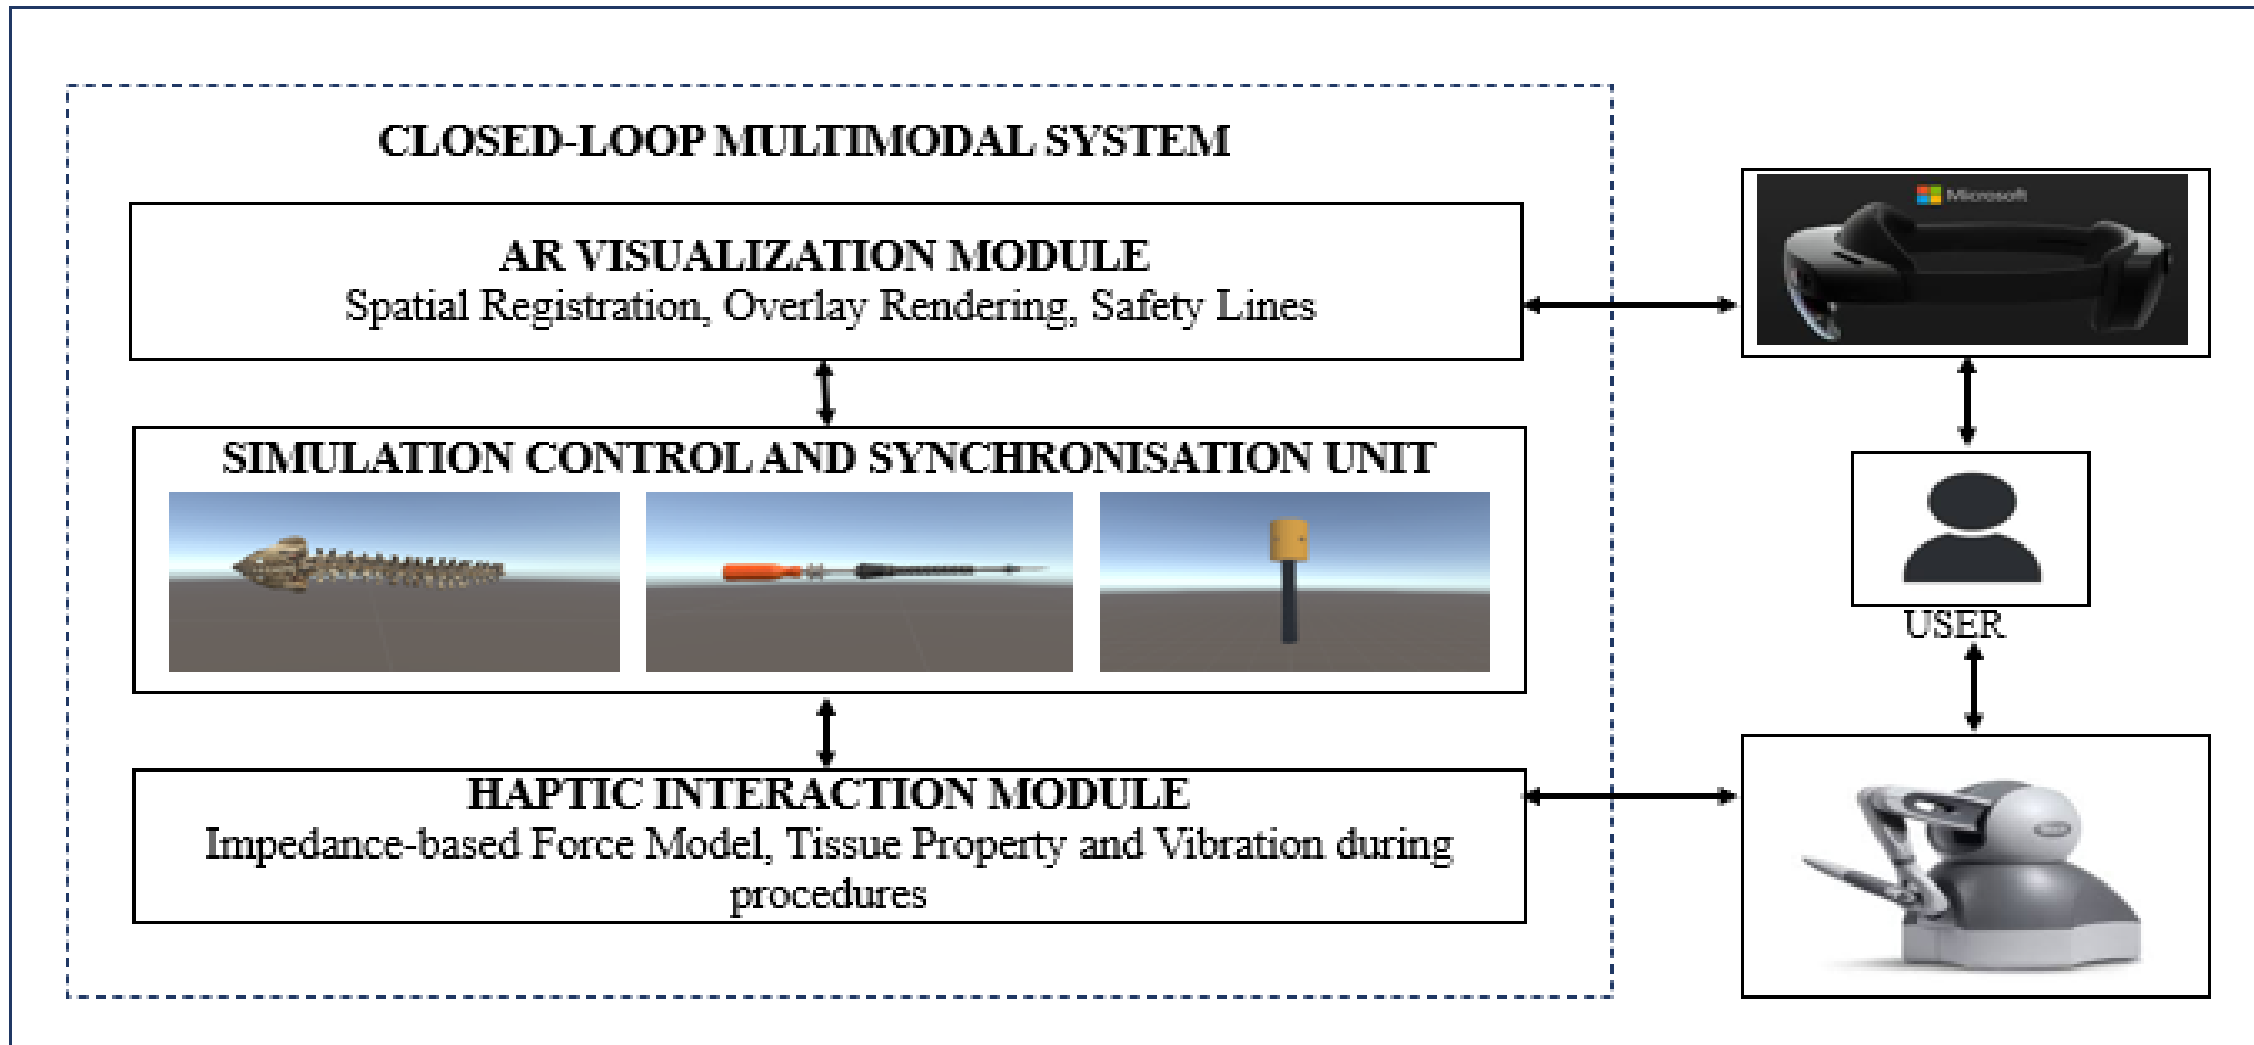 CLOSED-LOOP MULTIMODAL SYSTEM
AR VISUALIZATION MODULE
Spatial Registration, Overlay Rendering, Safety Lines
Microsoft
SIMULATION CONTROL AND SYNCHRONISATION UNIT
USER
HAPTIC INTERACTION MODULE
Impedance-based Force Model, Tissue Property and Vibration during
procedures